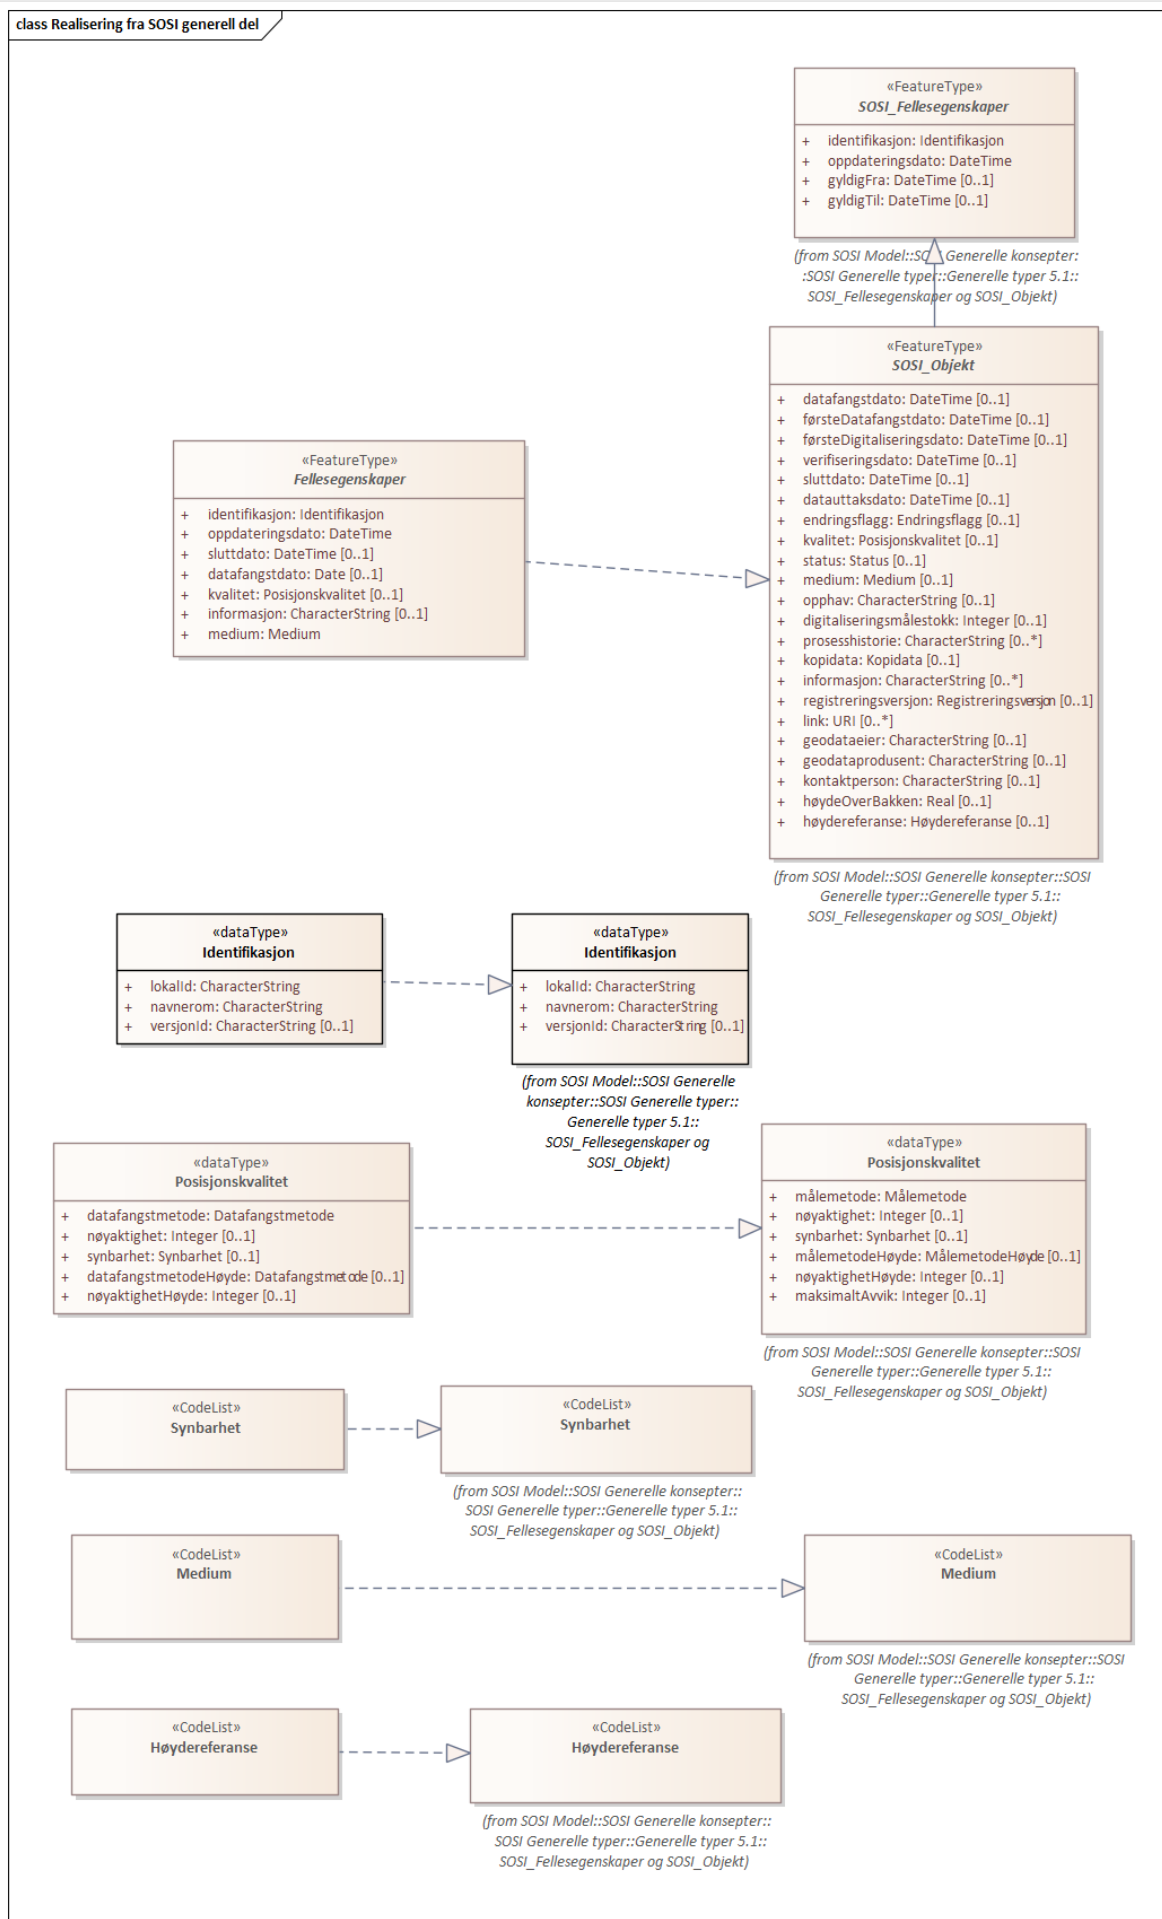 class Realisering fra SOSI generell del
«FeatureType»
SOSI_Fellesegenskaper
+ identifikasjon: Identifikasjon
+ oppdateringsdato: DateTime
+ gyldigFra: DateTime [0..1]
+ gyldigTil: DateTime [0..1]
(from SOSI Model::SOSI Generelle konsepter:
:SOSI Generelle typer::Generelle typer 5.1::
SOSI_Fellesegenskaper og SOSI_Objekt)
«FeatureType»
SOSI_Objekt
+ datafangstdato: DateTime [0..1]
+ førsteDatafangstdato: DateTime [0..1]
+ førsteDigitaliseringsdato: DateTime [0..1]
+ verifiseringsdato: DateTime [0..1]
+ sluttdato: DateTime [0..1]
+ datauttaksdato: DateTime [0..1]
+ endringsflagg: Endringsflagg [0..1]
+ kvalitet: Posisjonskvalitet [0..1]
+ status: Status [0..1]
+ medium: Medium [0..1]
+ opphav: CharacterString [0..1]
+ digitaliseringsmålestokk: Integer [0..1]
+ prosesshistorie: CharacterString [0..*]
+ kopidata: Kopidata [0..1]
+ informasjon: CharacterString [0..*]
+ registreringsversjon: Registreringsversjon [0..1]
+ link: URI [0..*]
+ geodataeier: CharacterString [0..1]
+ geodataprodusent: CharacterString [0..1]
+ kontaktperson: CharacterString [0..1]
+ høydeOverBakken: Real [0..1]
+ høydereferanse: Høydereferanse [0..1]
(from SOSI Model::SOSI Generelle konsepter::SOSI
Generelle typer::Generelle typer 5.1::
SOSI_Fellesegenskaper og SOSI_Objekt)
«FeatureType»
Fellesegenskaper
+ identifikasjon: Identifikasjon
+ oppdateringsdato: DateTime
+ sluttdato: DateTime [0..1]
+ datafangstdato: Date [0..1]
+ kvalitet: Posisjonskvalitet [0..1]
+ informasjon: CharacterString [0..1]
+ medium: Medium
«dataType»
Identifikasjon
+ lokalId: CharacterString
+ navnerom: CharacterString
+ versjonId: CharacterString [0..1]
«dataType»
Identifikasjon
+ lokalId: CharacterString
+ navnerom: CharacterString
+ versjonId: CharacterString [0..1]
(from SOSI Model::SOSI Generelle
konsepter::SOSI Generelle typer::
Generelle typer 5.1::
SOSI_Fellesegenskaper og
SOSI_Objekt)
«dataType»
Posisjonskvalitet
+ datafangstmetode: Datafangstmetode
+ nøyaktighet: Integer [0..1]
+ synbarhet: Synbarhet [0..1]
+ datafangstmetodeHøyde: Datafangstmetode [0..1]
+ nøyaktighetHøyde: Integer [0..1]
«dataType»
Posisjonskvalitet
+ målemetode: Målemetode
+ nøyaktighet: Integer [0..1]
+ synbarhet: Synbarhet [0..1]
+ målemetodeHøyde: MålemetodeHøyde [0..1]
+ nøyaktighetHøyde: Integer [0..1]
+ maksimaltAvvik: Integer [0..1]
(from SOSI Model::SOSI Generelle konsepter::SOSI
Generelle typer::Generelle typer 5.1::
SOSI_Fellesegenskaper og SOSI_Objekt)
«CodeList»
Synbarhet
«CodeList»
Synbarhet
(from SOSI Model::SOSI Generelle konsepter::
SOSI Generelle typer::Generelle typer 5.1::
SOSI_Fellesegenskaper og SOSI_Objekt)
«CodeList»
Medium
«CodeList»
Medium
(from SOSI Model::SOSI Generelle konsepter::SOSI
Generelle typer::Generelle typer 5.1::
SOSI_Fellesegenskaper og SOSI_Objekt)
«CodeList»
Høydereferanse
«CodeList»
Høydereferanse
(from SOSI Model::SOSI Generelle konsepter::
SOSI Generelle typer::Generelle typer 5.1::
SOSI_Fellesegenskaper og SOSI_Objekt)